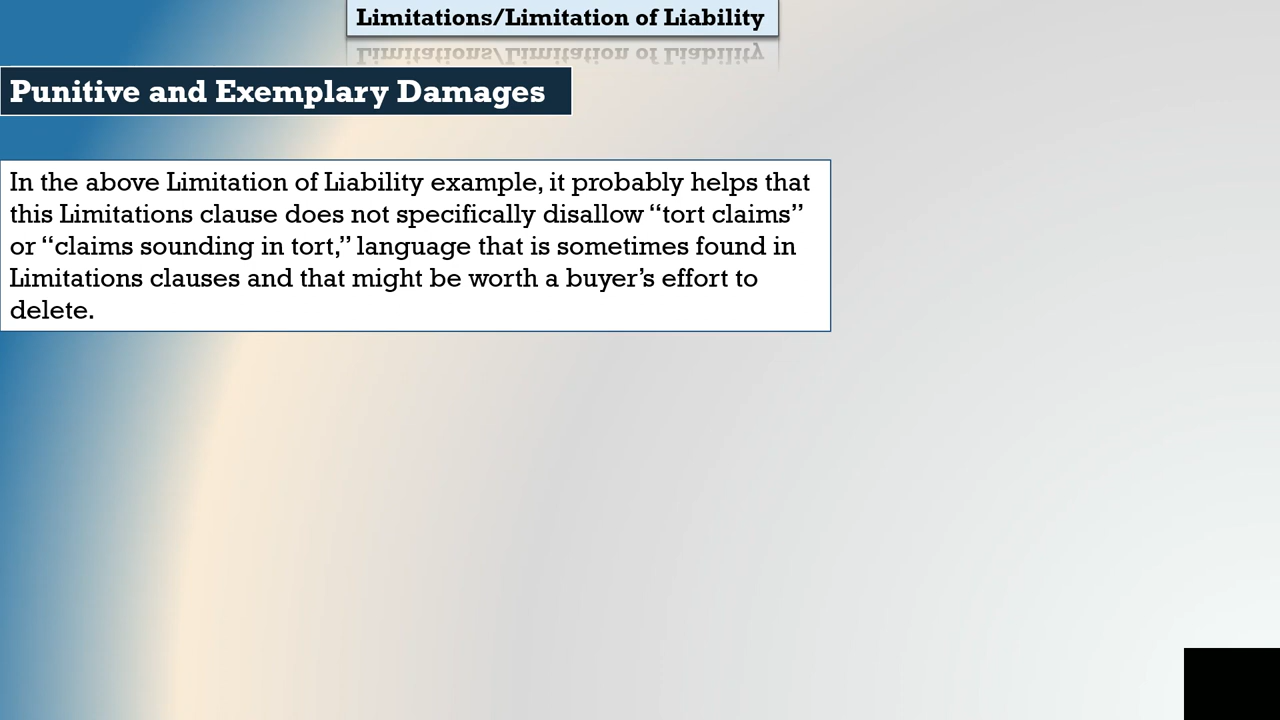 Limitations/Limitation of Liability
Punitive and Exemplary Damages
In the above Limitation of Liability example, it probably helps that
this Limitations clause does not specifically disallow “tort claims”
or “claims sounding in tort,” language that is sometimes found in
Limitations clauses and that might be worth a buyer’s effort to
delete.